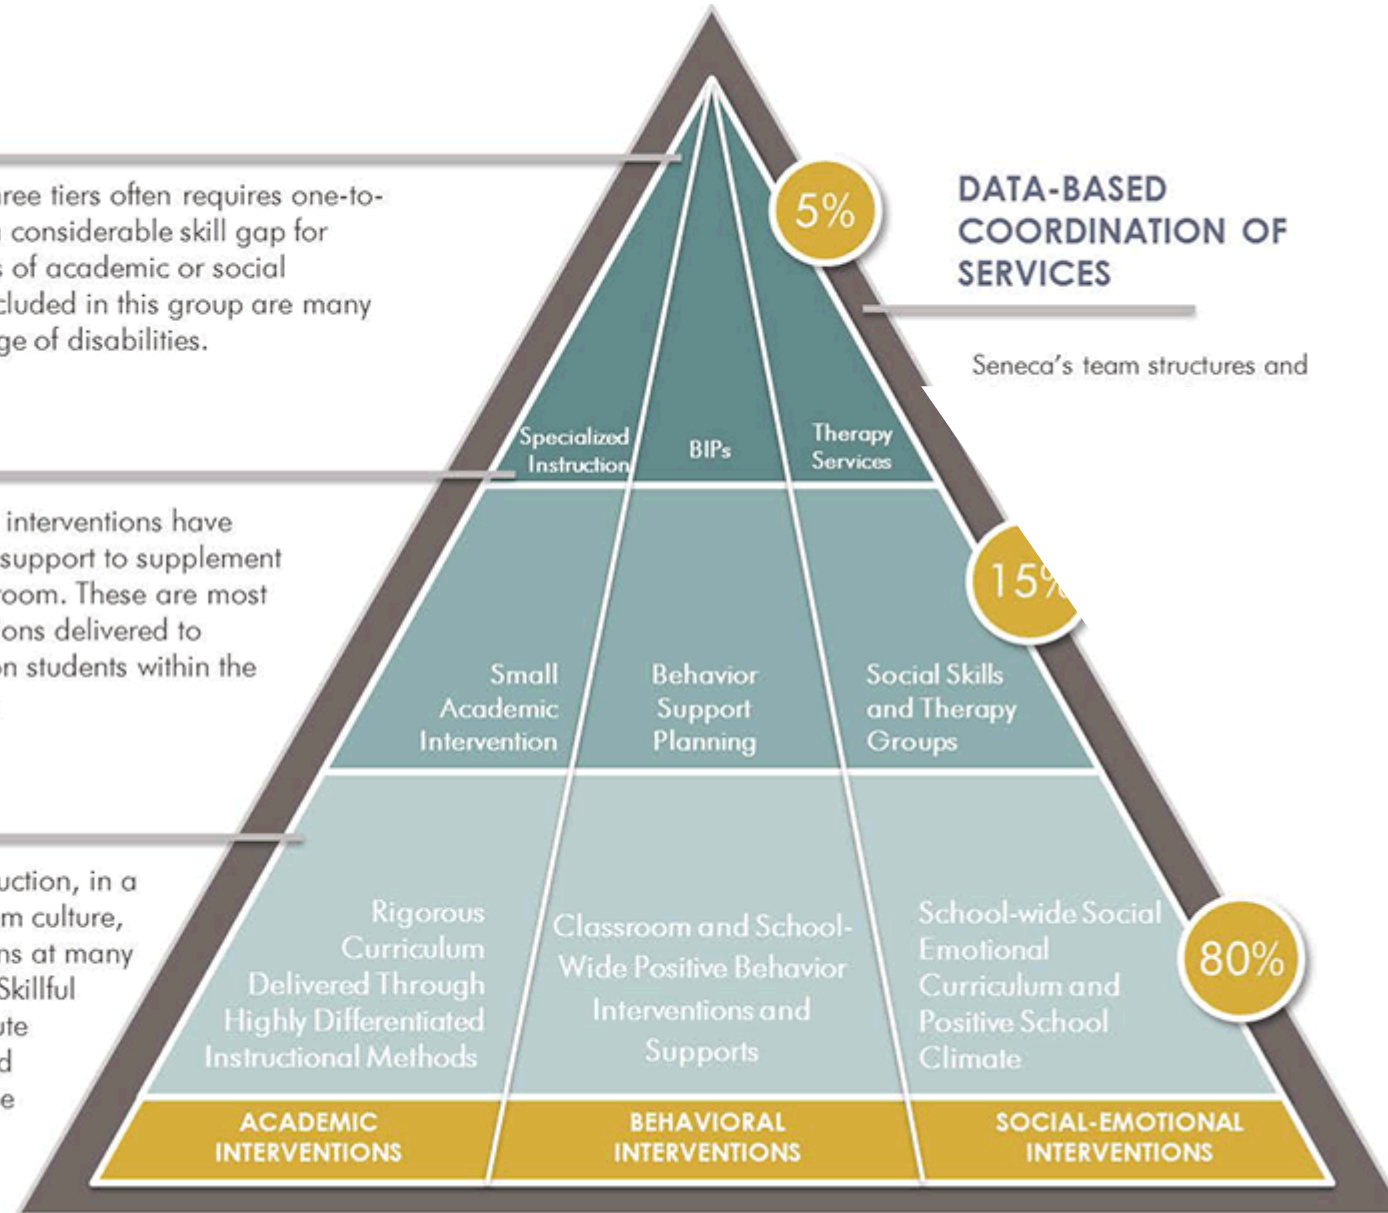 hree tiers often requires one-to-
considerable skill gap for
s of academic or social
cluded in this group are many
ge of disabilities.
interventions have
support to supplement
room. These are most
ions delivered to
on students within the
uction, in a
m culture,
ns at many
Skillful
ute
d
e
5%
DATA-BASED
COORDINATION OF
SERVICES
Seneca's team structures and
Specialized
Instruction
BIPs
Therapy
Services
15%
Small
Academic
Intervention
Behavior
Support
Planning
Social Skills
and Therapy
Groups
Rigorous
Curriculum
Delivered Through
Highly Differentiated
Instructional Methods
Classroom and School-
Wide Positive Behavior
Interventions and
Supports
School-wide Social
Emotional
Curriculum and
Positive School
Climate
80%
ACADEMIC
INTERVENTIONS
BEHAVIORAL
INTERVENTIONS
SOCIAL-EMOTIONAL
INTERVENTIONS